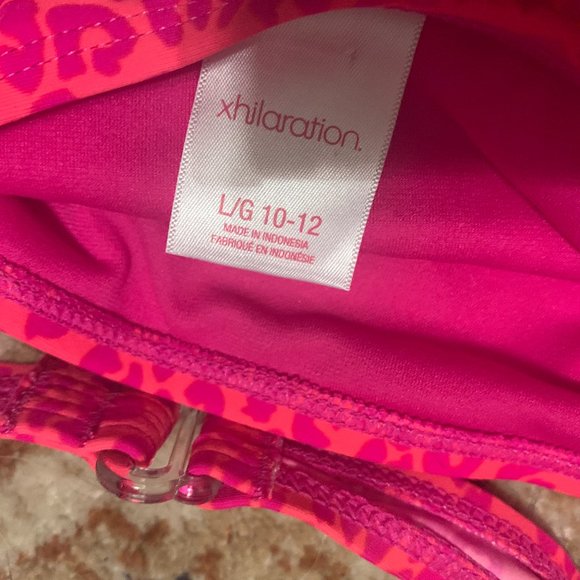 xhilaration.
L/G 10-12
MADE IN INDONESIA
FABRIQUÉ EN INDONÉSIE